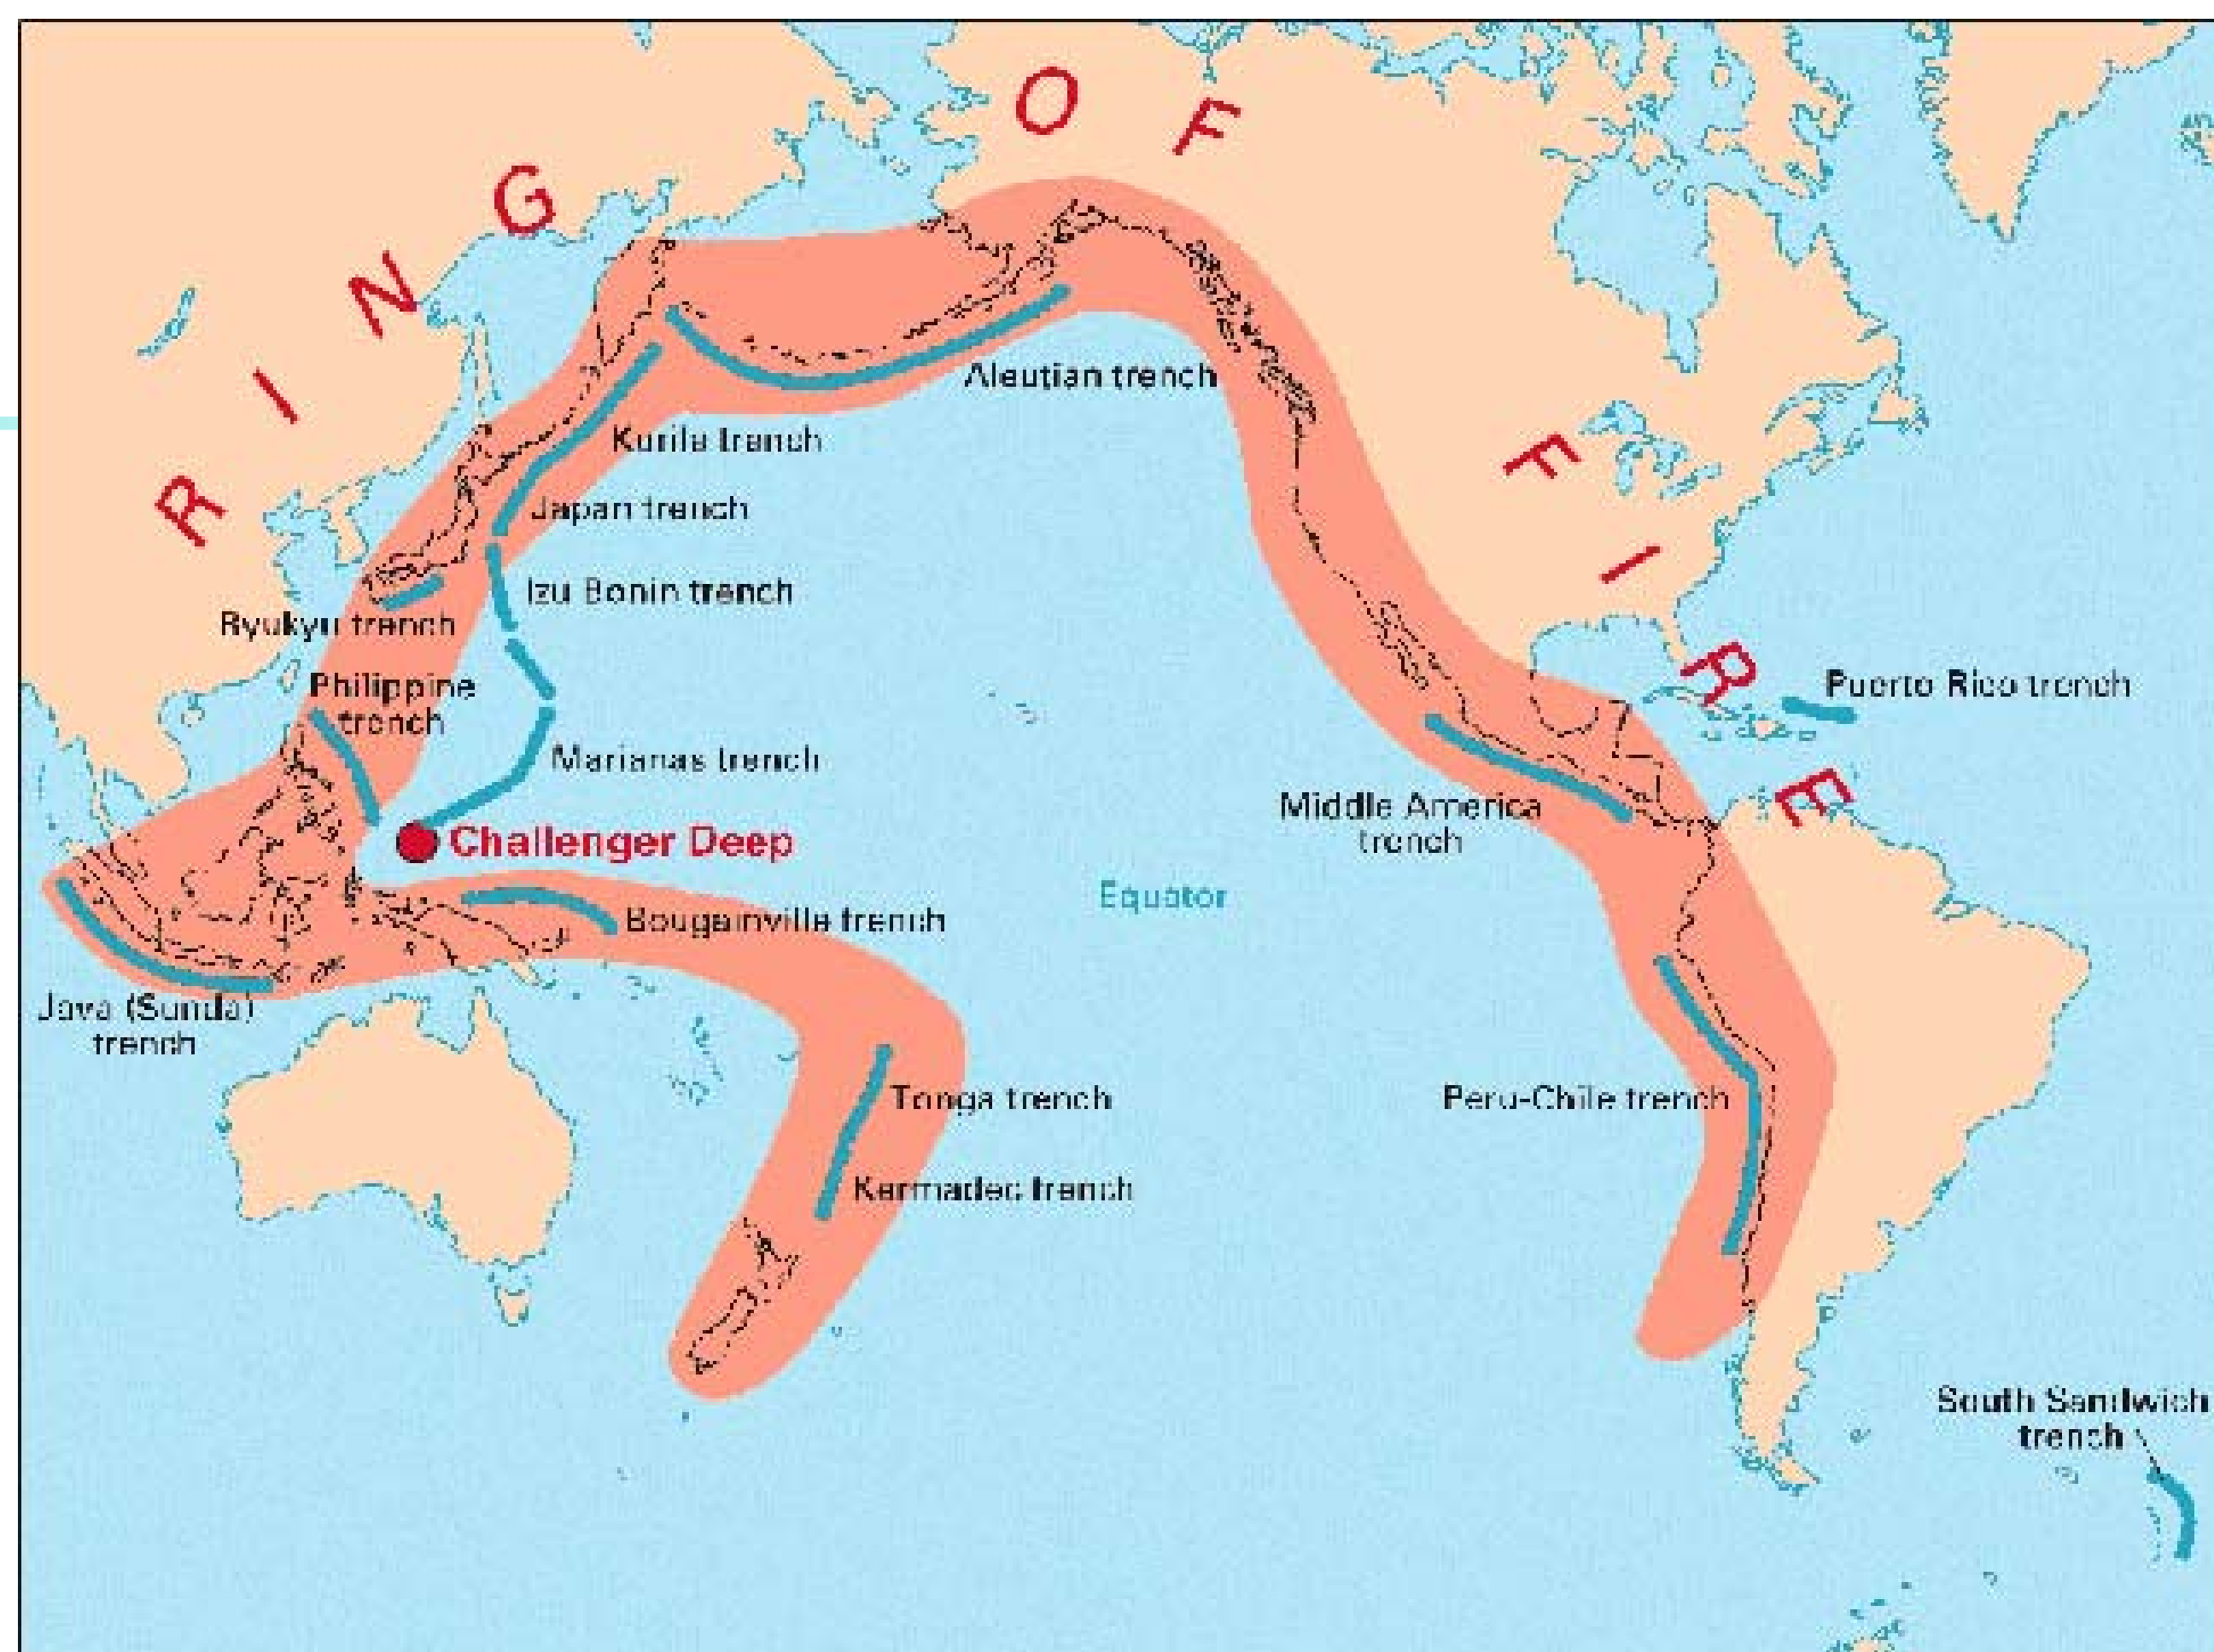 RING OF FIRE
Aleutian trench
Kurile trench
Japan trench
Izu Bonin trench
Ryukyu trench
Philippine
trench
Marianas trench
Challenger Deep
Bougainville trench
Equator
Java (Sunda)
trench
Tonga trench
Kermadec trench
Middle America
trench
Puerto Rico trench
Peru-Chile trench
South Sandwich
trench